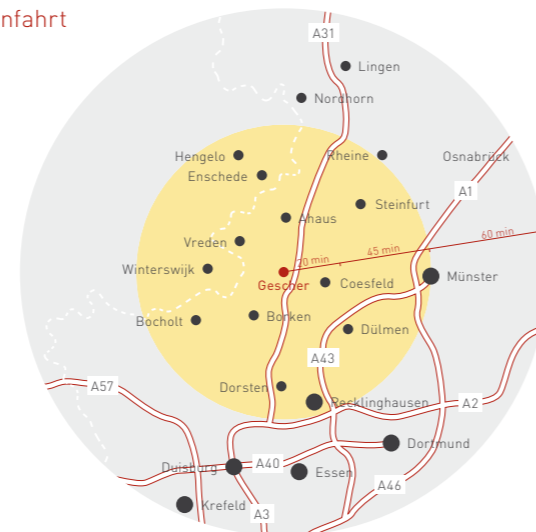 nfahrt
A31
Lingen
Nordhorn
Hengelo
Rheine
Osnabrück
Enschede
A1
Steinfurt
Ahaus
60 min
Vreden
45 min
20 min
Winterswijk
Münster
Gescher
Coesfeld
Borken
Bocholt
Dülmen
A43
A57
Dorsten
Recklinghausen
A2
Dortmund
Duisburg
A40
Essen
A46
Krefeld
A3